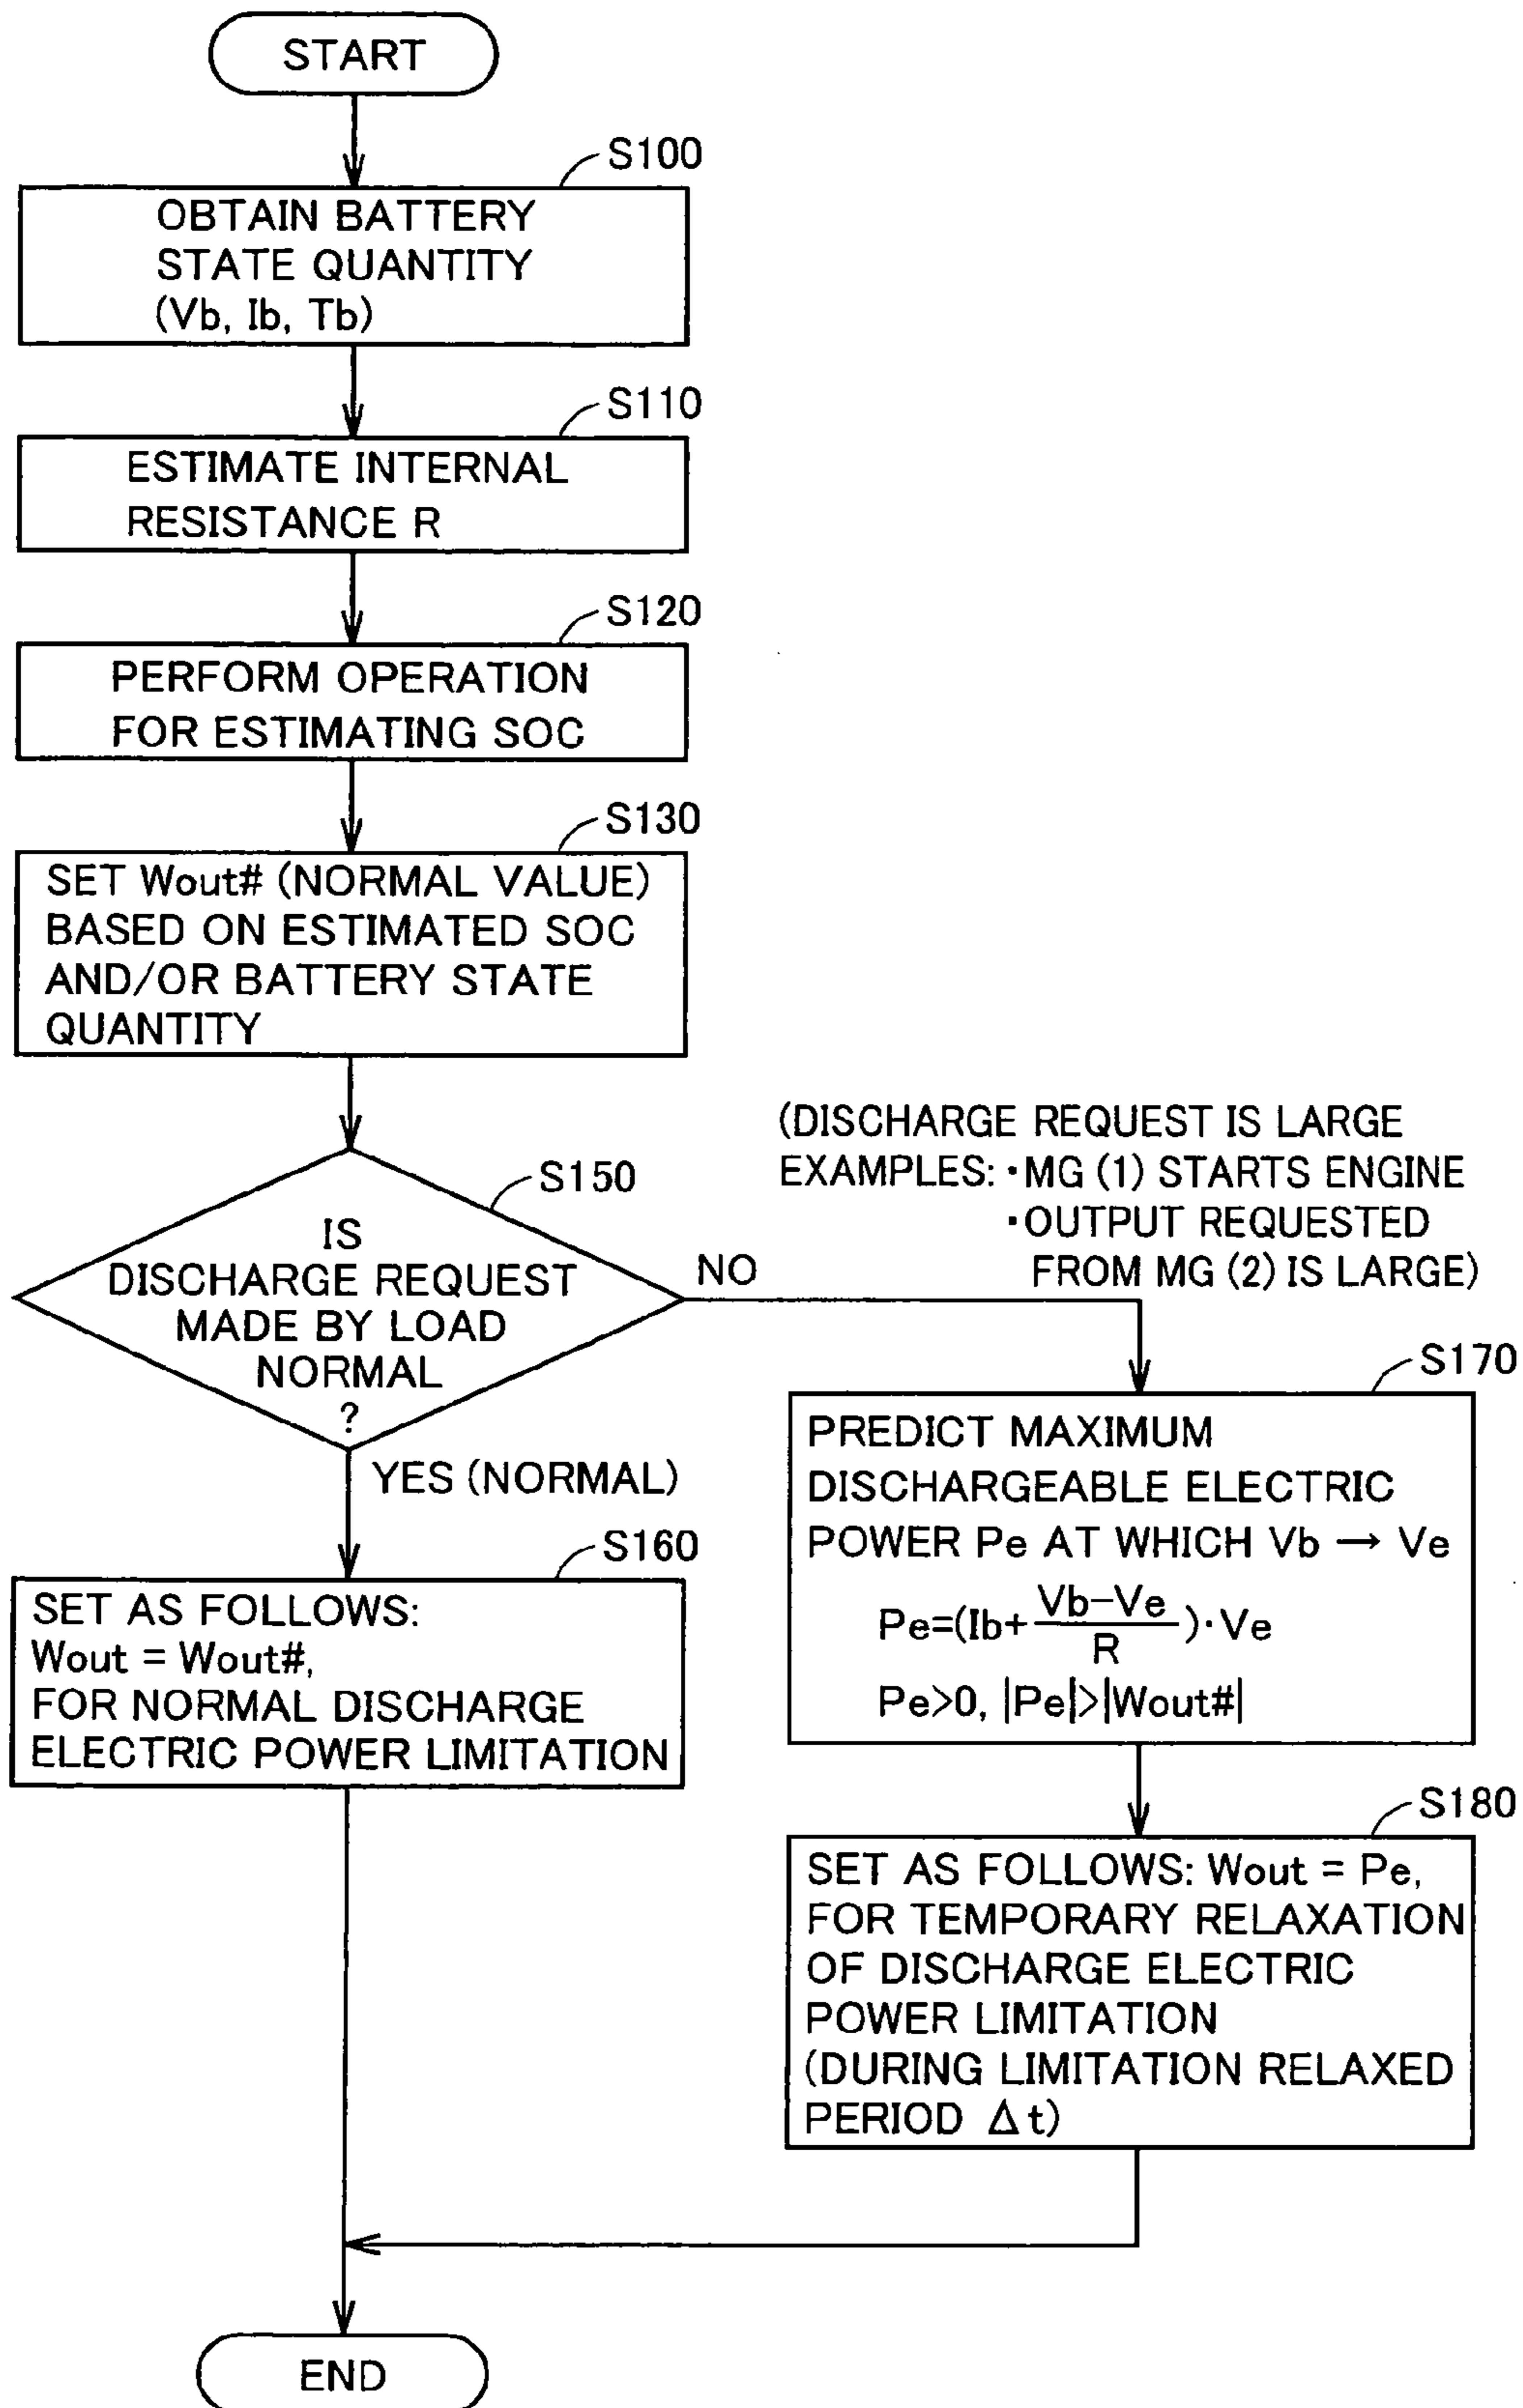 START
S100
OBTAIN BATTERY
STATE QUANTITY
(Vb, Ib, Tb)
S110
ESTIMATE INTERNAL
RESISTANCE R
S120
PERFORM OPERATION
FOR ESTIMATING SOC
S130
SET Wout# (NORMAL VALUE)
BASED ON ESTIMATED SOC
AND/OR BATTERY STATE
QUANTITY
S150
IS
DISCHARGE REQUEST
MADE BY LOAD
NORMAL
?
NO
(DISCHARGE REQUEST IS LARGE
EXAMPLES: ・MG (1) STARTS ENGINE
・OUTPUT REQUESTED
FROM MG (2) IS LARGE)
YES (NORMAL)
S160
SET AS FOLLOWS:
Wout = Wout#,
FOR NORMAL DISCHARGE
ELECTRIC POWER LIMITATION
S170
PREDICT MAXIMUM
DISCHARGEABLE ELECTRIC
POWER Pe AT WHICH Vb → Ve
Pe=(Ib+ Vb−Ve / R )・Ve
Pe>0, |Pe|>|Wout#|
S180
SET AS FOLLOWS: Wout = Pe,
FOR TEMPORARY RELAXATION
OF DISCHARGE ELECTRIC
POWER LIMITATION
(DURING LIMITATION RELAXED
PERIOD Δt)
END